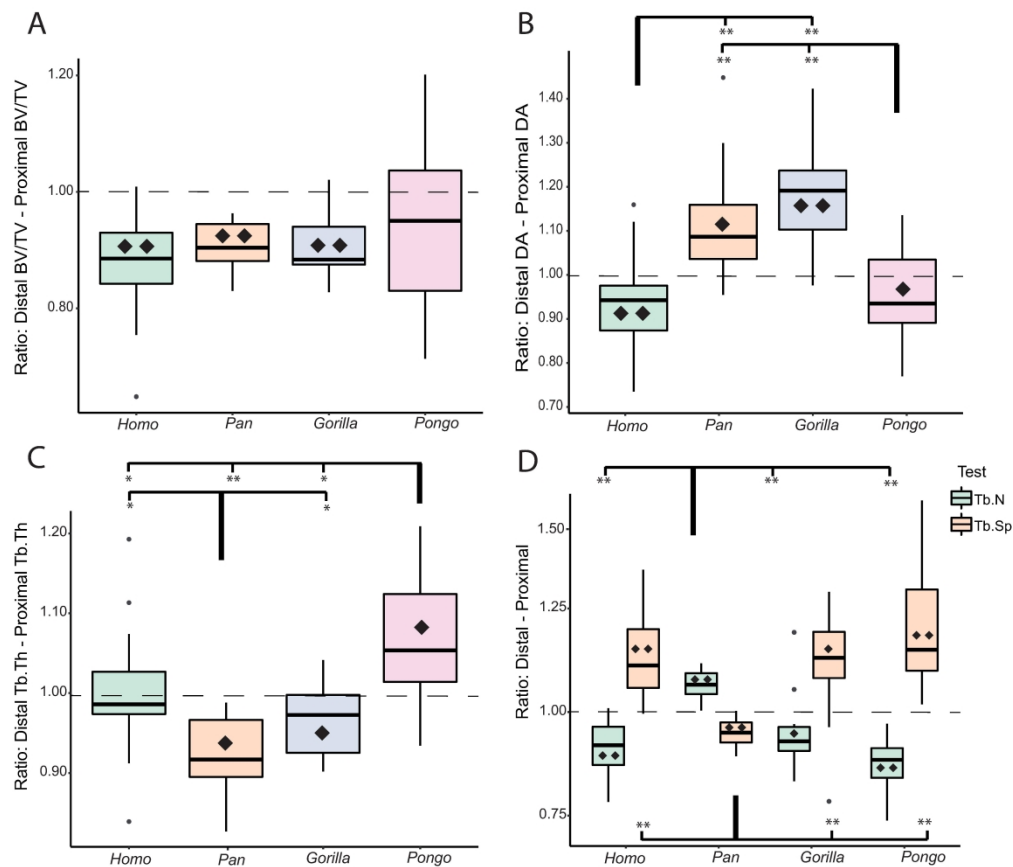 A
Ratio: Distal BV/TV - Proximal BV/TV
1.20
1.00
0.80
Homo Pan Gorilla Pongo
B
** **
** **
Ratio: Distal DA - Proximal DA
1.40
1.30
1.20
1.10
1.00
0.90
0.80
0.70
Homo Pan Gorilla Pongo
C
* ** *
* *
Ratio: Distal Tb.Th - Proximal Tb.Th
1.20
1.10
1.00
0.90
Homo Pan Gorilla Pongo
D
** ** **
Test
Tb.N
Tb.Sp
Ratio: Distal - Proximal
1.50
1.25
1.00
0.75
** ** **
Homo Pan Gorilla Pongo